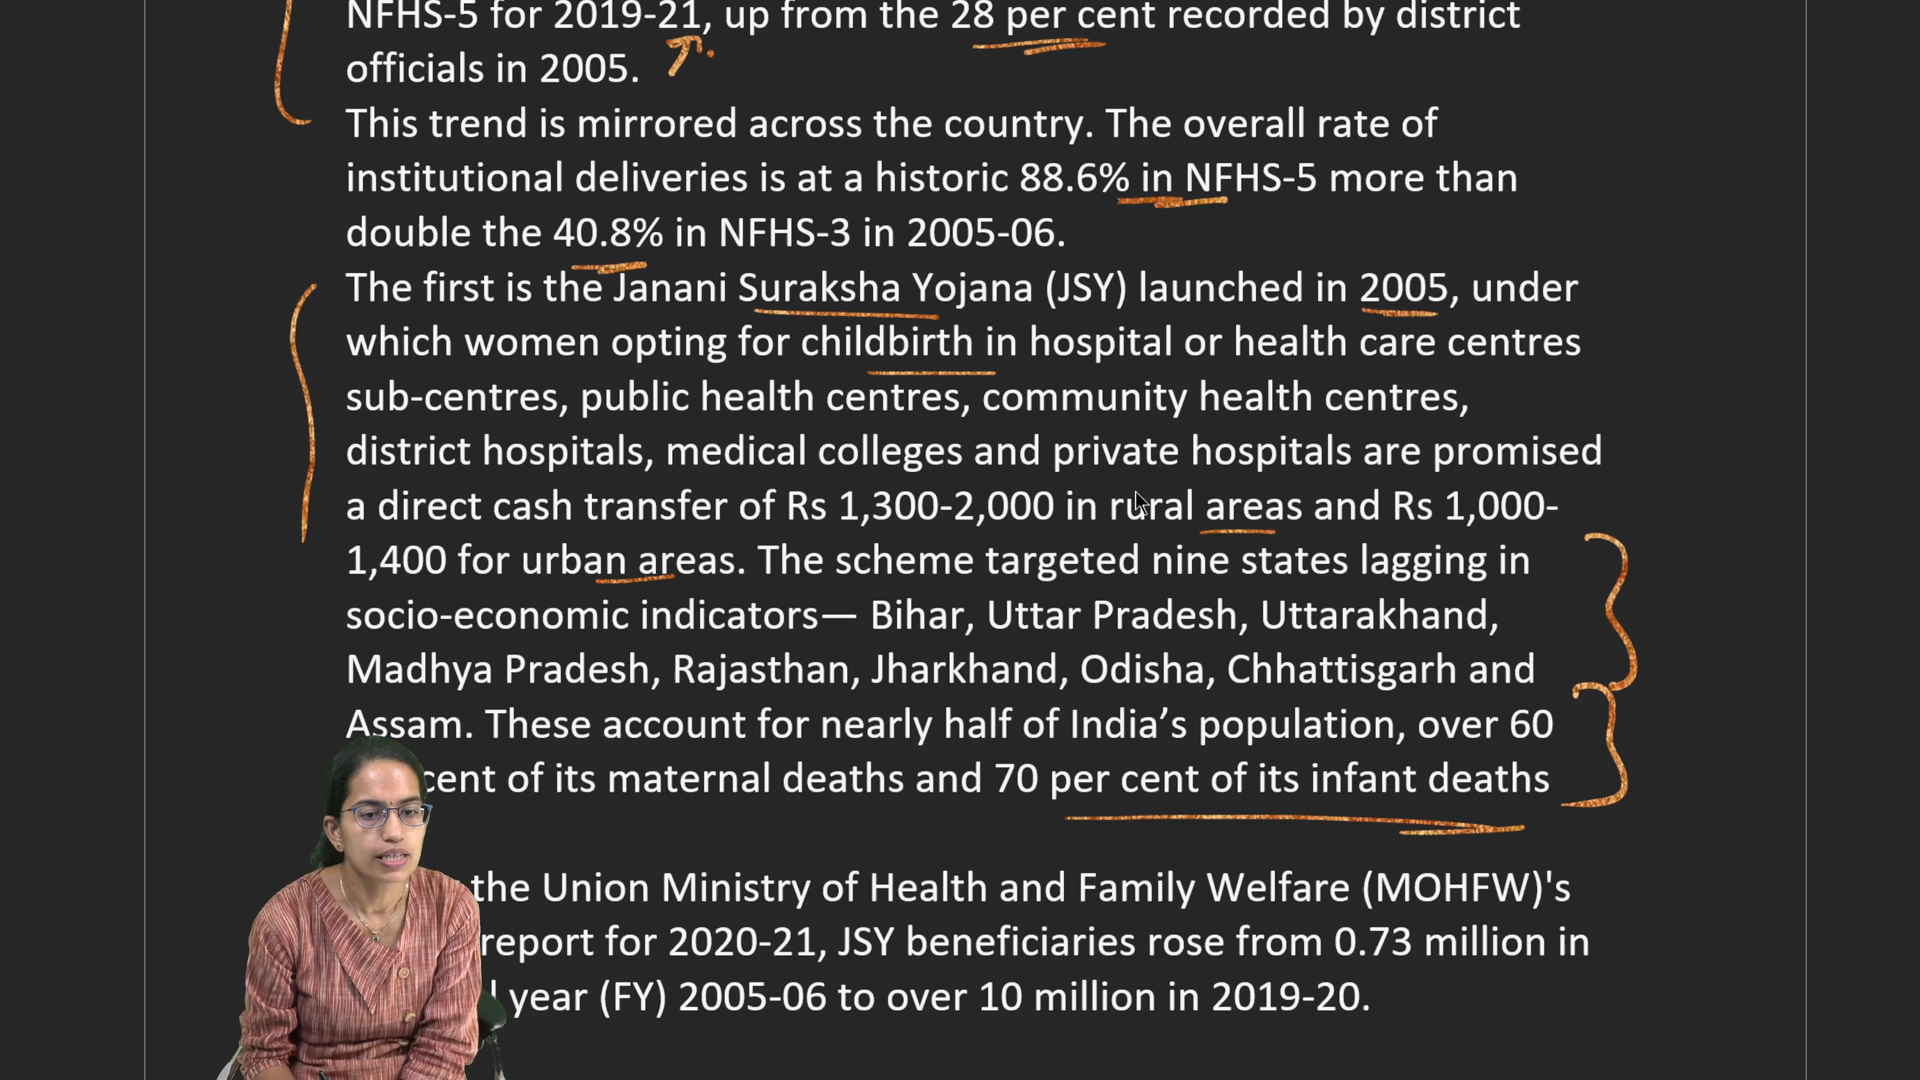 NFHS-5 for 2019-21, up from the 28 per cent recorded by district
officials in 2005.
This trend is mirrored across the country. The overall rate of
institutional deliveries is at a historic 88.6% in NFHS-5 more than
double the 40.8% in NFHS-3 in 2005-06.
The first is the Janani Suraksha Yojana (JSY) launched in 2005, under
which women opting for childbirth in hospital or health care centres
sub-centres, public health centres, community health centres,
district hospitals, medical colleges and private hospitals are promised
a direct cash transfer of Rs 1,300-2,000 in rural areas and Rs 1,000-
1,400 for urban areas. The scheme targeted nine states lagging in
socio-economic indicators— Bihar, Uttar Pradesh, Uttarakhand,
Madhya Pradesh, Rajasthan, Jharkhand, Odisha, Chhattisgarh and
Assam. These account for nearly half of India’s population, over 60
cent of its maternal deaths and 70 per cent of its infant deaths
the Union Ministry of Health and Family Welfare (MOHFW)'s
report for 2020-21, JSY beneficiaries rose from 0.73 million in
year (FY) 2005-06 to over 10 million in 2019-20.